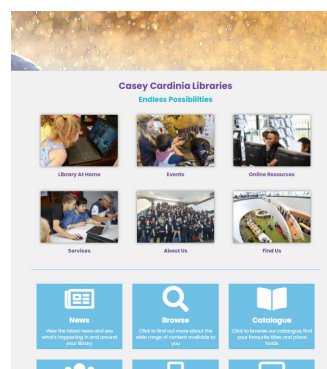 Casey Cardinia Libraries
Endless Possibilities
Library At Home
Events
Online Resources
Services
About Us
Find Us
News
View the latest news and see
what's happening in and around
your library
Browse
Click to find out more about the
wide range of content available to
you
Catalogue
Click to browse our catalogue, find
your favourite titles and place
holds